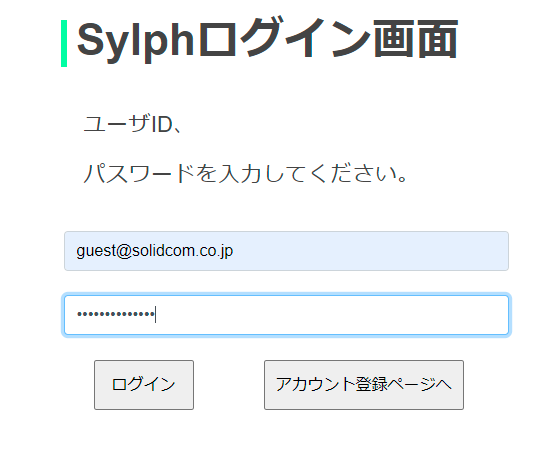 Sylphログイン画面
ユーザID、
パスワードを入力してください。
guest@solidcom.co.jp
••••••••••••••
ログイン
アカウント登録ページへ